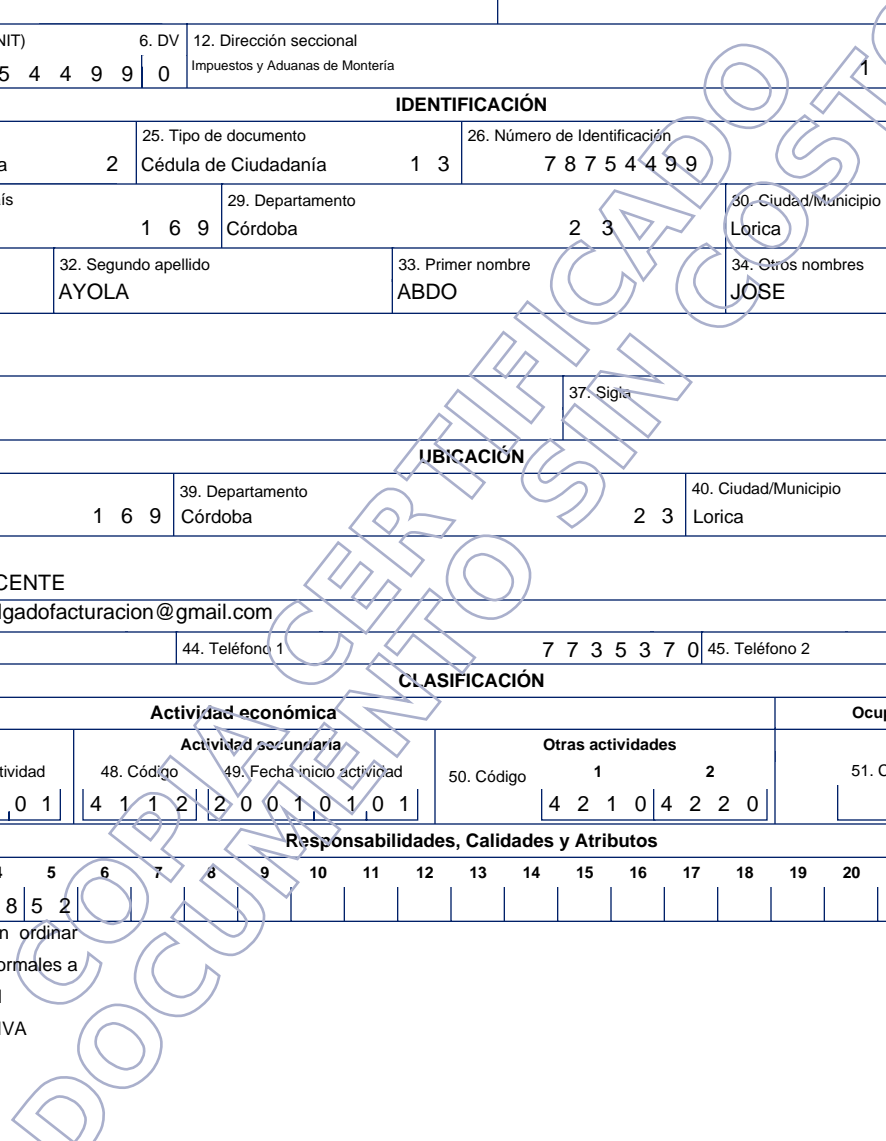 NIT) 6. DV 12. Dirección seccional
5 4 4 9 9 0 Impuestos y Aduanas de Montería 1
IDENTIFICACIÓN
25. Tipo de documento 26. Número de Identificación
a 2 Cédula de Ciudadanía 1 3 7 8 7 5 4 4 9 9
ís 29. Departamento 30. Ciudad/Municipio
1 6 9 Córdoba 2 3 Lorica
32. Segundo apellido 33. Primer nombre 34. Otros nombres
AYOLA ABDO JOSE
37. Sigla
UBICACIÓN
39. Departamento 40. Ciudad/Municipio
1 6 9 Córdoba 2 3 Lorica
CENTE
lgadofacturacion@gmail.com
44. Teléfono 1 7 7 3 5 3 7 0 45. Teléfono 2
CLASIFICACIÓN
Actividad económica Ocup
Actividad secundaria Otras actividades
tividad 48. Código 49. Fecha inicio actividad 50. Código 1 2 51. C
0 1 4 1 1 2 2 0 0 1 0 1 0 1 4 2 1 0 4 2 2 0
Responsabilidades, Calidades y Atributos
4 5 6 7 8 9 10 11 12 13 14 15 16 17 18 19 20
8 5 2
n ordinar
ormales a
IVA
COPIA CERTIFICADO
DOCUMENTO SIN COSTO